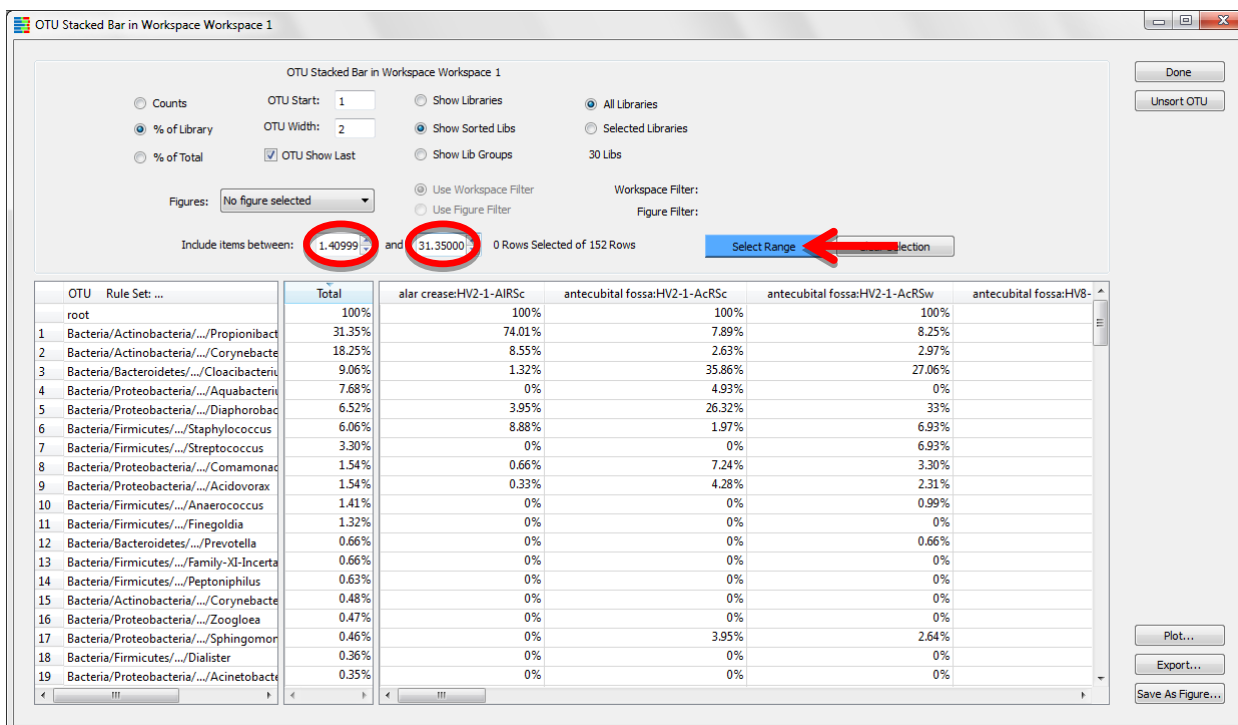 OTU Stacked Bar in Workspace Workspace 1
OTU Stacked Bar in Workspace Workspace 1
Done
Counts OTU Start: 1 Show Libraries All Libraries Unsort OTU
% of Library OTU Width: 2 Show Sorted Libs Selected Libraries
% of Total OTU Show Last Show Lib Groups 30 Libs
Figures: No figure selected Use Workspace Filter Workspace Filter:
Use Figure Filter Figure Filter:
Include items between: 1.40999 and 31.35000 0 Rows Selected of 152 Rows Select Range
OTU Rule Set: ... Total alar crease:HV2-1-AlRSc antecubital fossa:HV2-1-AcRSc antecubital fossa:HV2-1-AcRSw antecubital fossa:HV8-
root 100% 100% 100% 100%
1 Bacteria/Actinobacteria/.../Propionibact 31.35% 74.01% 7.89% 8.25%
2 Bacteria/Actinobacteria/.../Corynebacte 18.25% 8.55% 2.63% 2.97%
3 Bacteria/Bacteroidetes/.../Cloacibacteriu 9.06% 1.32% 35.86% 27.06%
4 Bacteria/Proteobacteria/.../Aquabacteriu 7.68% 0% 4.93% 0%
5 Bacteria/Proteobacteria/.../Diaphorobac 6.52% 3.95% 26.32% 33%
6 Bacteria/Firmicutes/.../Staphylococcus 6.06% 8.88% 1.97% 6.93%
7 Bacteria/Firmicutes/.../Streptococcus 3.30% 0% 0% 6.93%
8 Bacteria/Proteobacteria/.../Comamonad 1.54% 0.66% 7.24% 3.30%
9 Bacteria/Proteobacteria/.../Acidovorax 1.54% 0.33% 4.28% 2.31%
10 Bacteria/Firmicutes/.../Anaerococcus 1.41% 0% 0% 0.99%
11 Bacteria/Firmicutes/.../Finegoldia 1.32% 0% 0% 0%
12 Bacteria/Bacteroidetes/.../Prevotella 0.66% 0% 0% 0.66%
13 Bacteria/Firmicutes/.../Family-XI-Incerta 0.66% 0% 0% 0%
14 Bacteria/Firmicutes/.../Peptoniphilus 0.63% 0% 0% 0%
15 Bacteria/Actinobacteria/.../Corynebacte 0.48% 0% 0% 0%
16 Bacteria/Proteobacteria/.../Zoogloea 0.47% 0% 0% 0%
17 Bacteria/Proteobacteria/.../Sphingomon 0.46% 0% 3.95% 2.64%
18 Bacteria/Firmicutes/.../Dialister 0.36% 0% 0% 0%
19 Bacteria/Proteobacteria/.../Acinetobacte 0.35% 0% 0% 0%
Plot...
Export...
Save As Figure...